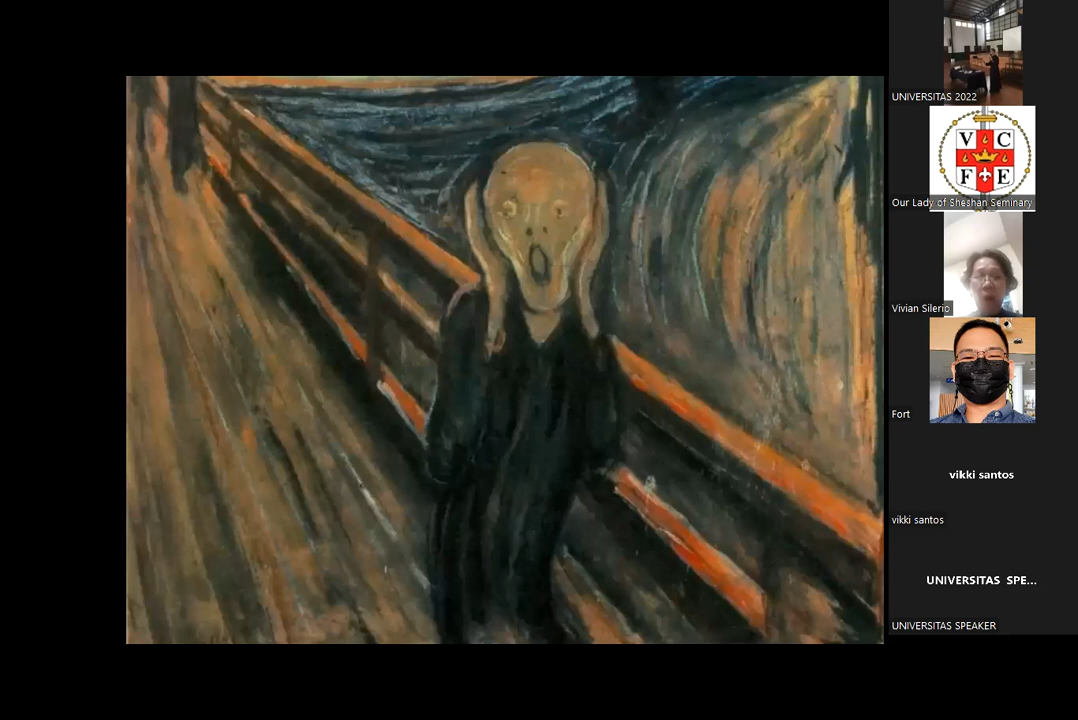 UNIVERSITAS 2022
V C
F E
Our Lady of Sheshan Seminary
Vivian Silerio
Fort
vikki santos
vikki santos
UNIVERSITAS SPE...
UNIVERSITAS SPEAKER